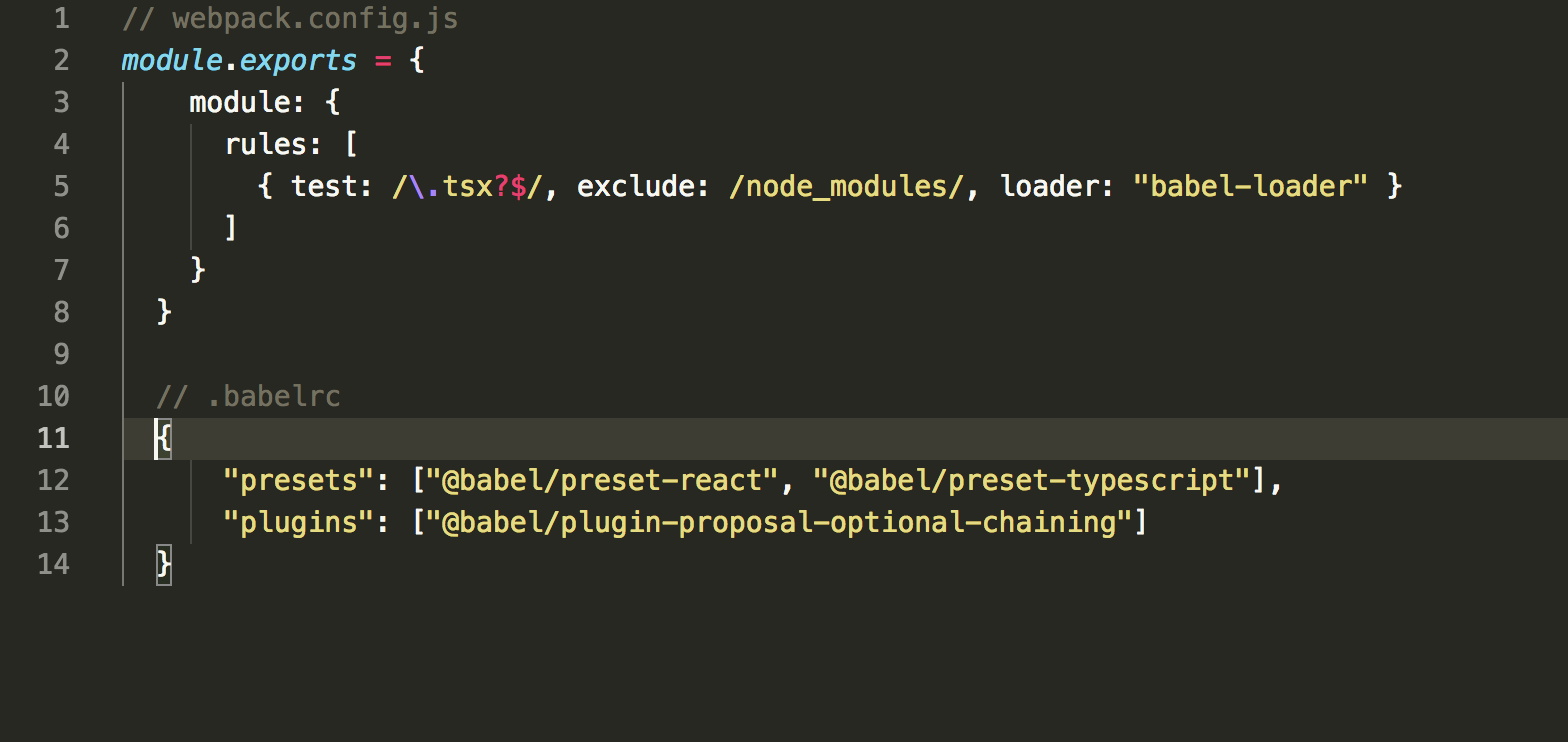 1 // webpack.config.js
2 module.exports = {
3 module: {
4 rules: [
5 { test: /\.tsx?$/, exclude: /node_modules/, loader: "babel-loader" }
6 ]
7 }
8 }
9
10 // .babelrc
11 {
12 "presets": ["@babel/preset-react", "@babel/preset-typescript"],
13 "plugins": ["@babel/plugin-proposal-optional-chaining"]
14 }